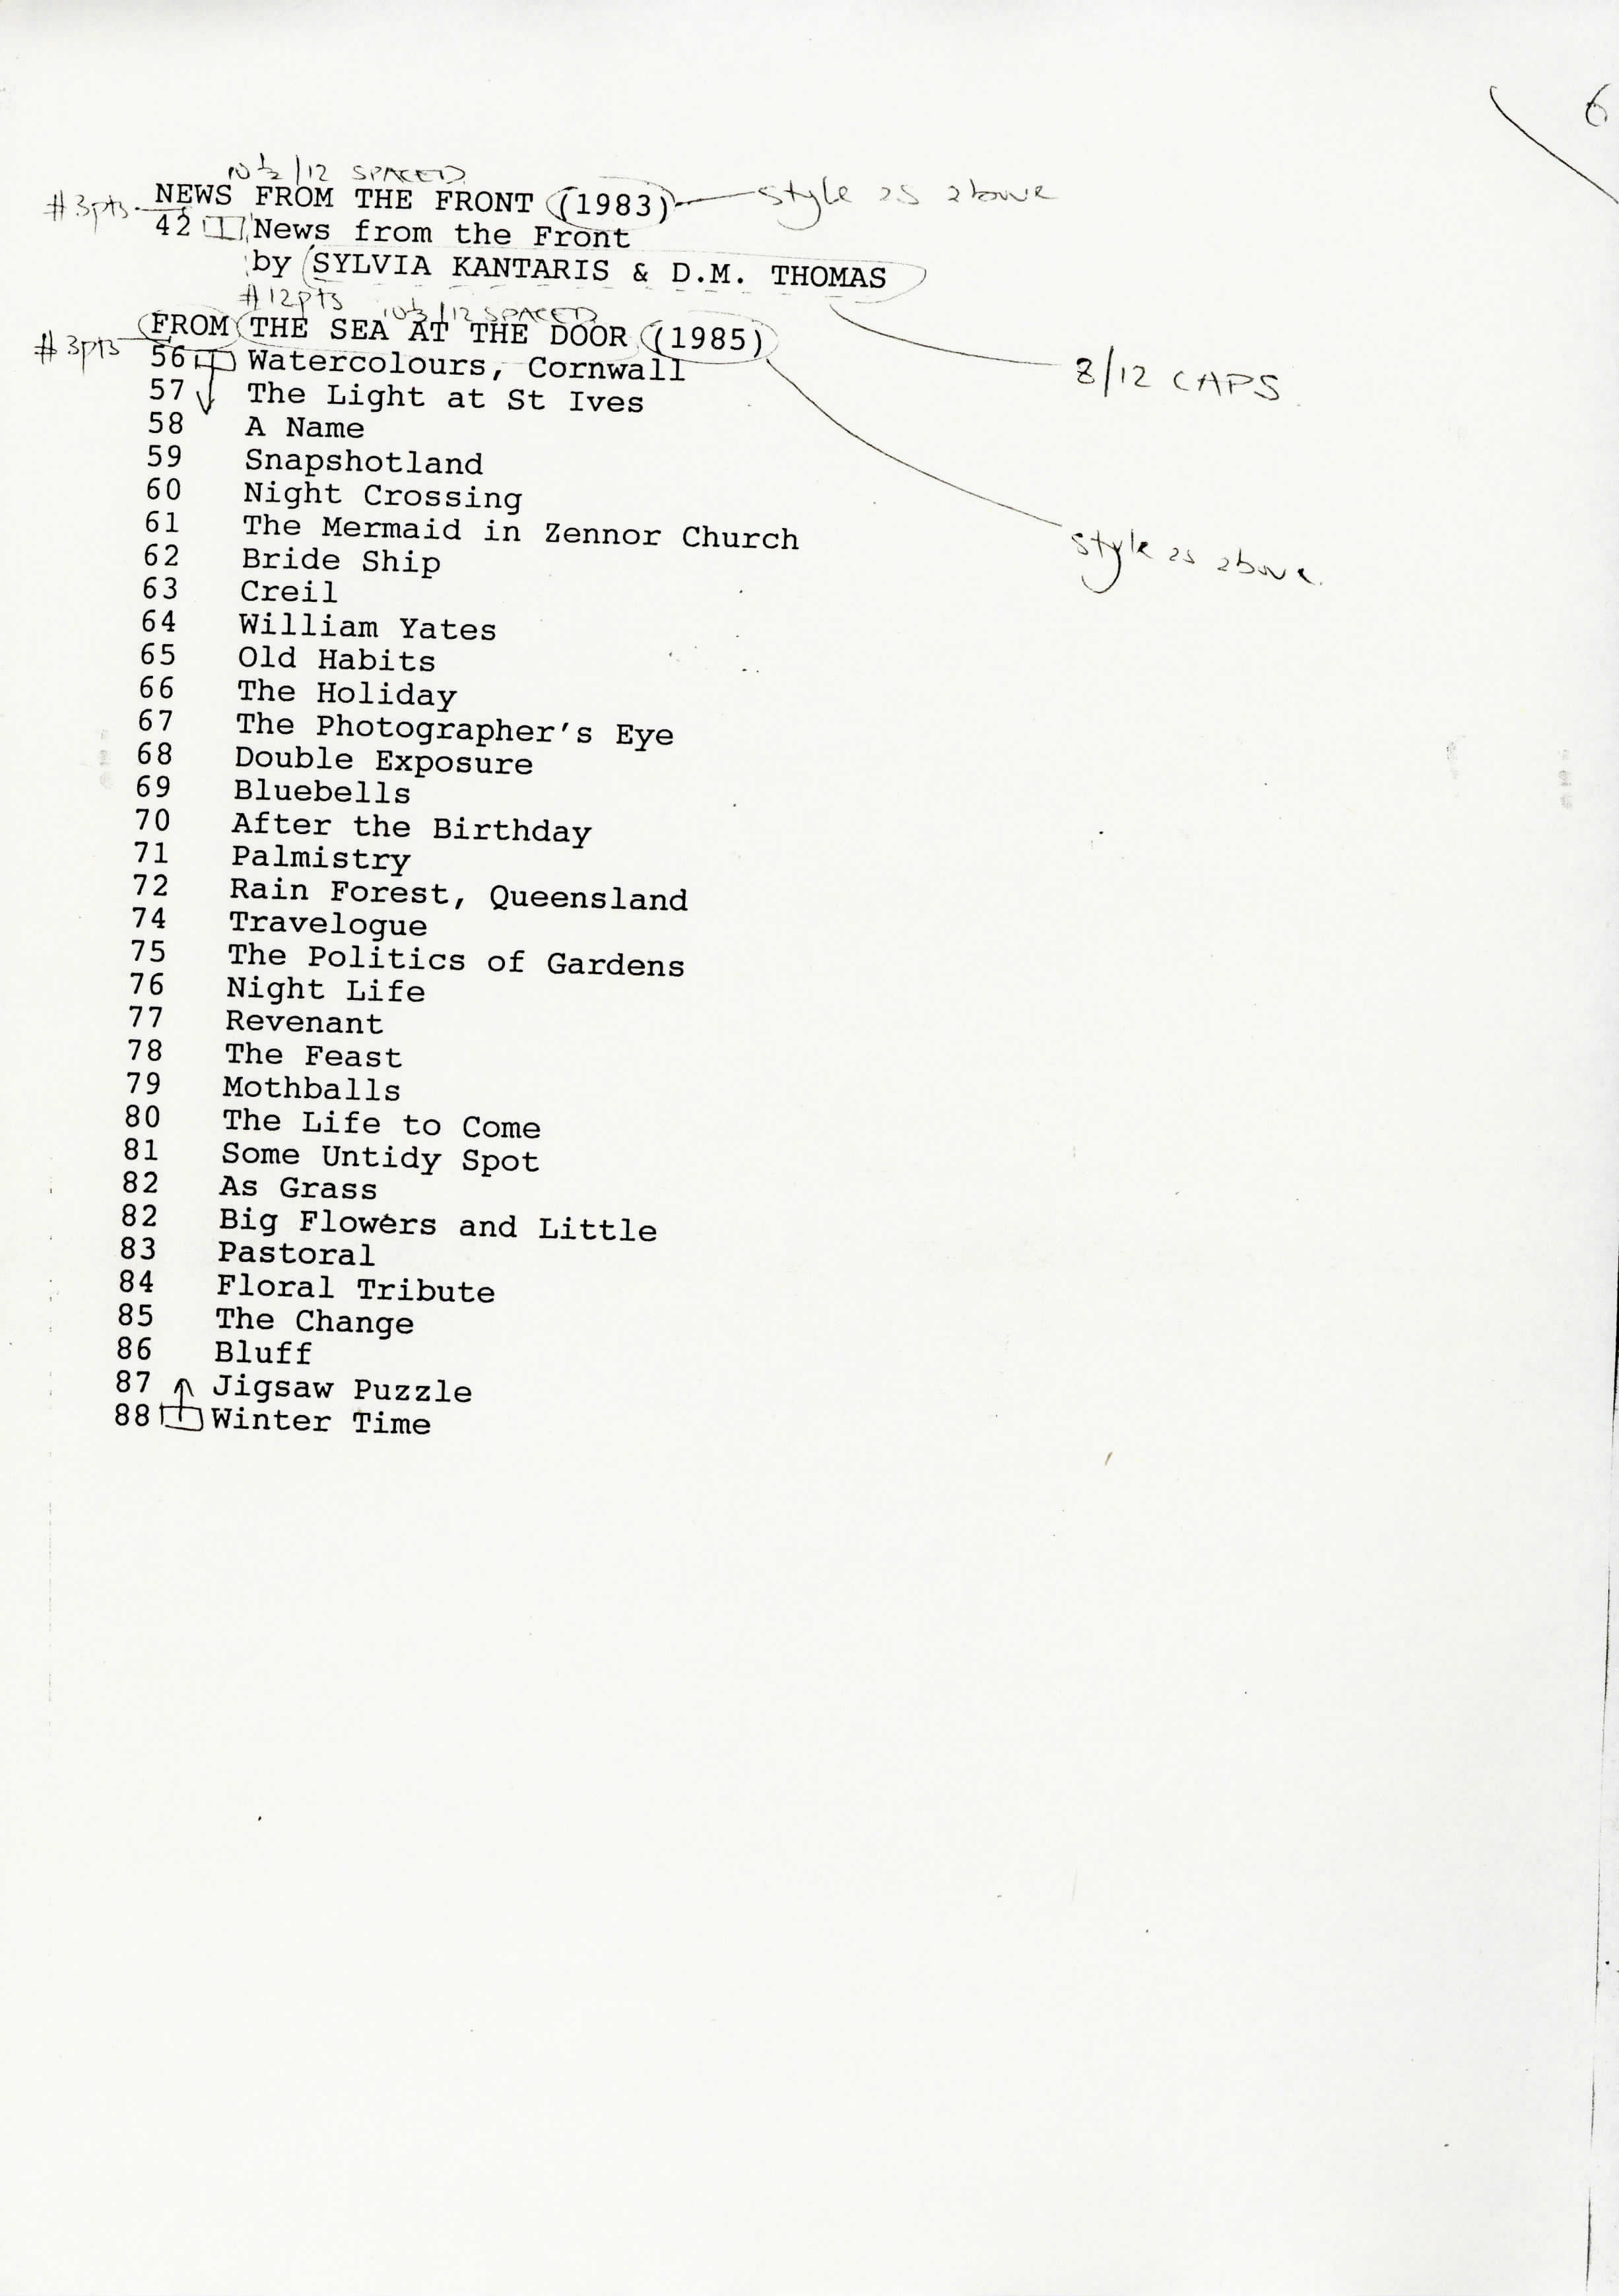 6
10½/12 SPACED
NEWS FROM THE FRONT (1983) style as above
#3pts
42 News from the Front
by SYLVIA KANTARIS & D.M. THOMAS
#12pts 10½/12 SPACED
FROM THE SEA AT THE DOOR (1985)
#3pts
56 Watercolours, Cornwall
8/12 CAPS
57 The Light at St Ives
58 A Name
59 Snapshotland
60 Night Crossing
61 The Mermaid in Zennor Church
style as above
62 Bride Ship
63 Creil
64 William Yates
65 Old Habits
66 The Holiday
67 The Photographer's Eye
68 Double Exposure
69 Bluebells
70 After the Birthday
71 Palmistry
72 Rain Forest, Queensland
74 Travelogue
75 The Politics of Gardens
76 Night Life
77 Revenant
78 The Feast
79 Mothballs
80 The Life to Come
81 Some Untidy Spot
82 As Grass
82 Big Flowers and Little
83 Pastoral
84 Floral Tribute
85 The Change
86 Bluff
87 Jigsaw Puzzle
88 Winter Time